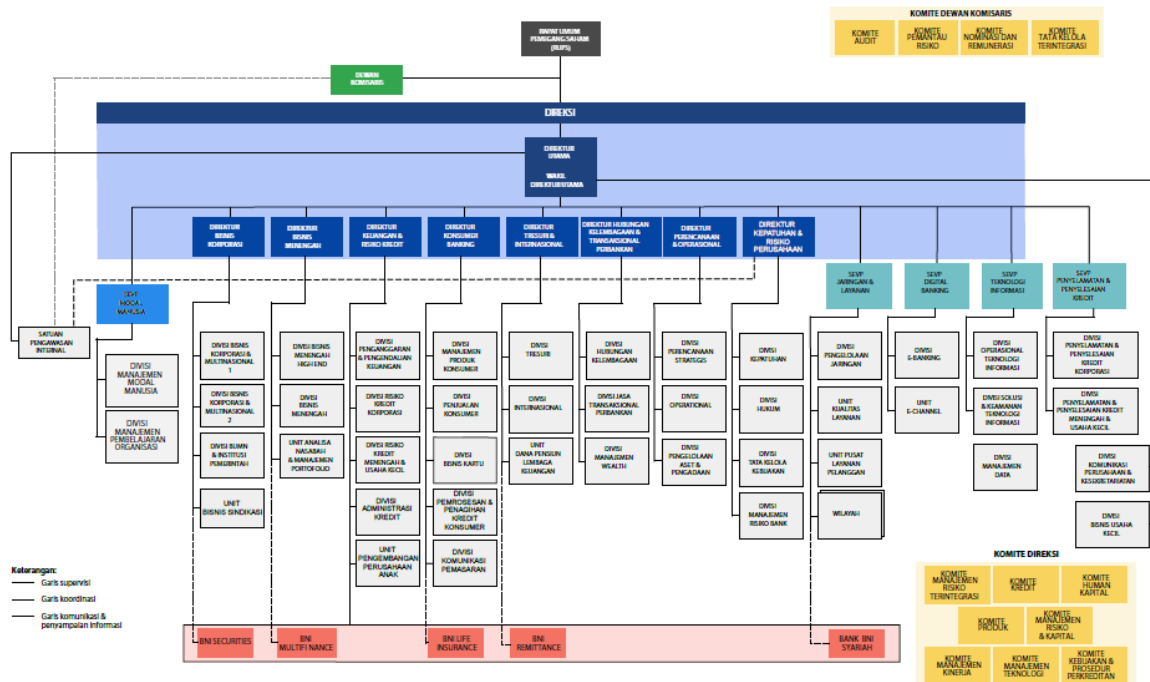 KOMITE DEWAN KOMISARIS
KOMITE
AUDIT
KOMITE
PEMANTAU
RISIKO
KOMITE
NOMINASI DAN
REMUNERASI
KOMITE
TATA KELOLA
TERINTEGRASI
RAPAT UMUM
PEMEGANG SAHAM
(RUPS)
DEWAN
KOMISARIS
DIREKSI
DIREKTUR
UTAMA
WAKIL
DIREKTUR UTAMA
DIREKTUR
BISNIS
KORPORASI
DIREKTUR
BISNIS
MENENGAH
DIREKTUR
KEUANGAN &
RISIKO KREDIT
DIREKTUR
KONSUMER
BANKING
DIREKTUR
TRESURI &
INTERNASIONAL
DIREKTUR HUBUNGAN
KELEMBAGAAN &
TRANSAKSIONAL
PERBANKAN
DIREKTUR
PERENCANAAN
& OPERASIONAL
DIREKTUR
KEPATUHAN &
RISIKO
PERUSAHAAN
SEVP
MODAL
MANUSIA
SEVP
JARINGAN &
LAYANAN
SEVP
DIGITAL
BANKING
SEVP
TEKNOLOGI
INFORMASI
SEVP
PENYELAMATAN &
PENYELESAIAN
KREDIT
SATUAN
PENGAWASAN
INTERNAL
DIVISI
MANAJEMEN
MODAL
MANUSIA
DIVISI
MANAJEMEN
PEMBELAJARAN
ORGANISASI
DIVISI BISNIS
KORPORASI &
MULTINASIONAL
1
DIVISI BISNIS
KORPORASI &
MULTINASIONAL
2
DIVISI BUMN
& INSTITUSI
PEMERINTAH
UNIT
BISNIS SINDIKASI
DIVISI BISNIS
MENENGAH
HIGH END
DIVISI
BISNIS
MENENGAH
UNIT ANALISA
NASABAH
& MANAJEMEN
PORTOFOLIO
DIVISI
PENGANGGARAN
& PENGENDALIAN
KEUANGAN
DIVISI RISIKO
KREDIT
KORPORASI
DIVISI RISIKO
KREDIT
MENENGAH &
USAHA KECIL
DIVISI
ADMINISTRASI
KREDIT
UNIT
PENGEMBANGAN
PERUSAHAAN
ANAK
DIVISI
MANAJEMEN
PRODUK
KONSUMER
DIVISI
PENJUALAN
KONSUMER
DIVISI
BISNIS KARTU
DIVISI
PEMROSESAN &
PENAGIHAN
KREDIT
KONSUMER
DIVISI
KOMUNIKASI
PEMASARAN
DIVISI
TRESURI
DIVISI
INTERNASIONAL
UNIT
DANA PENSIUN
LEMBAGA
KEUANGAN
DIVISI
HUBUNGAN
KELEMBAGAAN
DIVISI JASA
TRANSAKSIONAL
PERBANKAN
DIVISI
MANAJEMEN
WEALTH
DIVISI
PERENCANAAN
STRATEGIS
DIVISI
OPERATIONAL
DIVISI
PENGELOLAAN
ASET &
PENGADAAN
DIVISI
KEPATUHAN
DIVISI
HUKUM
DIVISI
TATA KELOLA
KEBIJAKAN
DIVISI
MANAJEMEN
RISIKO BANK
DIVISI
PENGELOLAAN
JARINGAN
UNIT
KUALITAS
LAYANAN
UNIT PUSAT
LAYANAN
PELANGGAN
WILAYAH
DIVISI
E-BANKING
UNIT
E-CHANNEL
DIVISI
OPERASIONAL
TEKNOLOGI
INFORMASI
DIVISI SOLUSI
& KEAMANAN
TEKNOLOGI
INFORMASI
DIVISI
MANAJEMEN
DATA
DIVISI
PENYELAMATAN &
PENYELESAIAN
KREDIT
KORPORASI
DIVISI
PENYELAMATAN &
PENYELESAIAN KREDIT
MENENGAH &
USAHA KECIL
DIVISI
KOMUNIKASI
PERUSAHAAN &
KESEKRETARIATAN
DIVISI
BISNIS USAHA
KECIL
Keterangan:
Garis supervisi
Garis koordinasi
Garis komunikasi &
penyampaian informasi
BNI SECURITIES
BNI
MULTIFINANCE
BNI LIFE
INSURANCE
BNI
REMITTANCE
BANK BNI
SYARIAH
KOMITE DIREKSI
KOMITE
MANAJEMEN
RISIKO
TERINTEGRASI
KOMITE
KREDIT
KOMITE
HUMAN
KAPITAL
KOMITE
PRODUK
KOMITE
MANAJEMEN
RISIKO
& KAPITAL
KOMITE
MANAJEMEN
KINERJA
KOMITE
MANAJEMEN
TEKNOLOGI
KOMITE
KEBIJAKAN &
PROSEDUR
PERKREDITAN